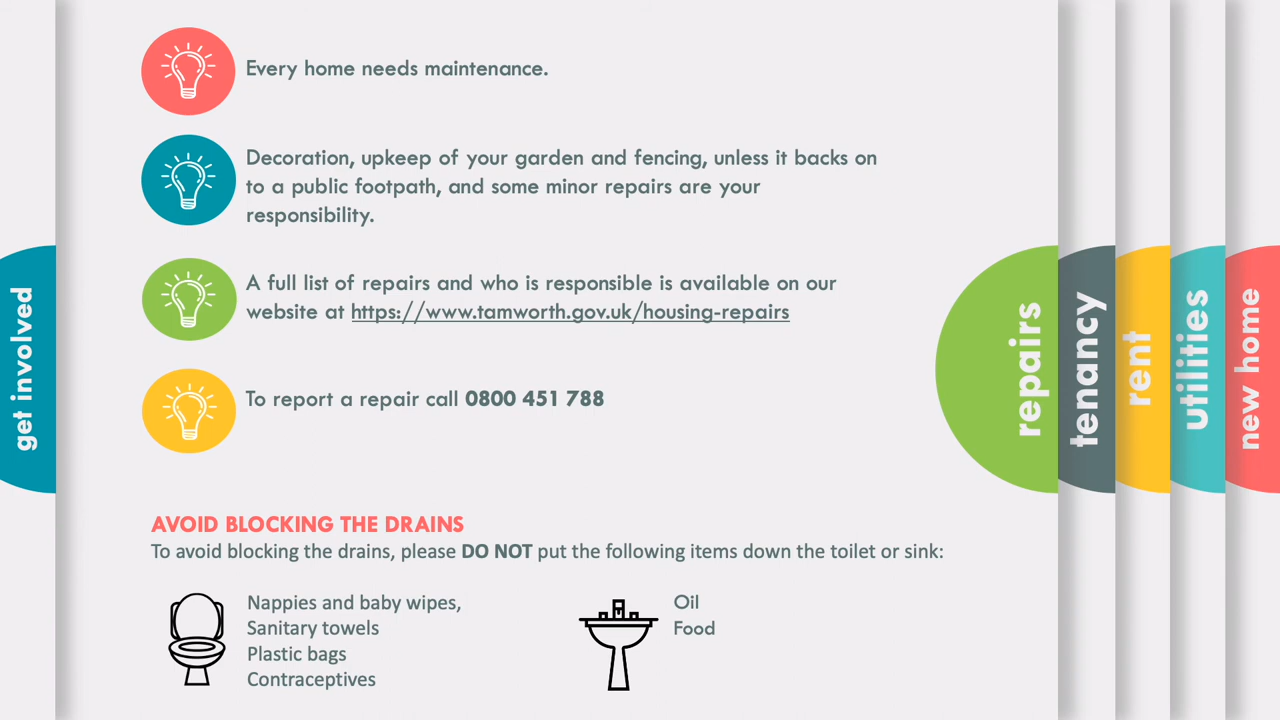 Every home needs maintenance.
Decoration, upkeep of your garden and fencing, unless it backs on
to a public footpath, and some minor repairs are your
responsibility.
A full list of repairs and who is responsible is available on our
website at https://www.tamworth.gov.uk/housing-repairs
To report a repair call 0800 451 788
AVOID BLOCKING THE DRAINS
To avoid blocking the drains, please DO NOT put the following items down the toilet or sink:
Nappies and baby wipes,
Sanitary towels
Plastic bags
Contraceptives
Oil
Food
get involved
repairs
tenancy
rent
utilities
new home